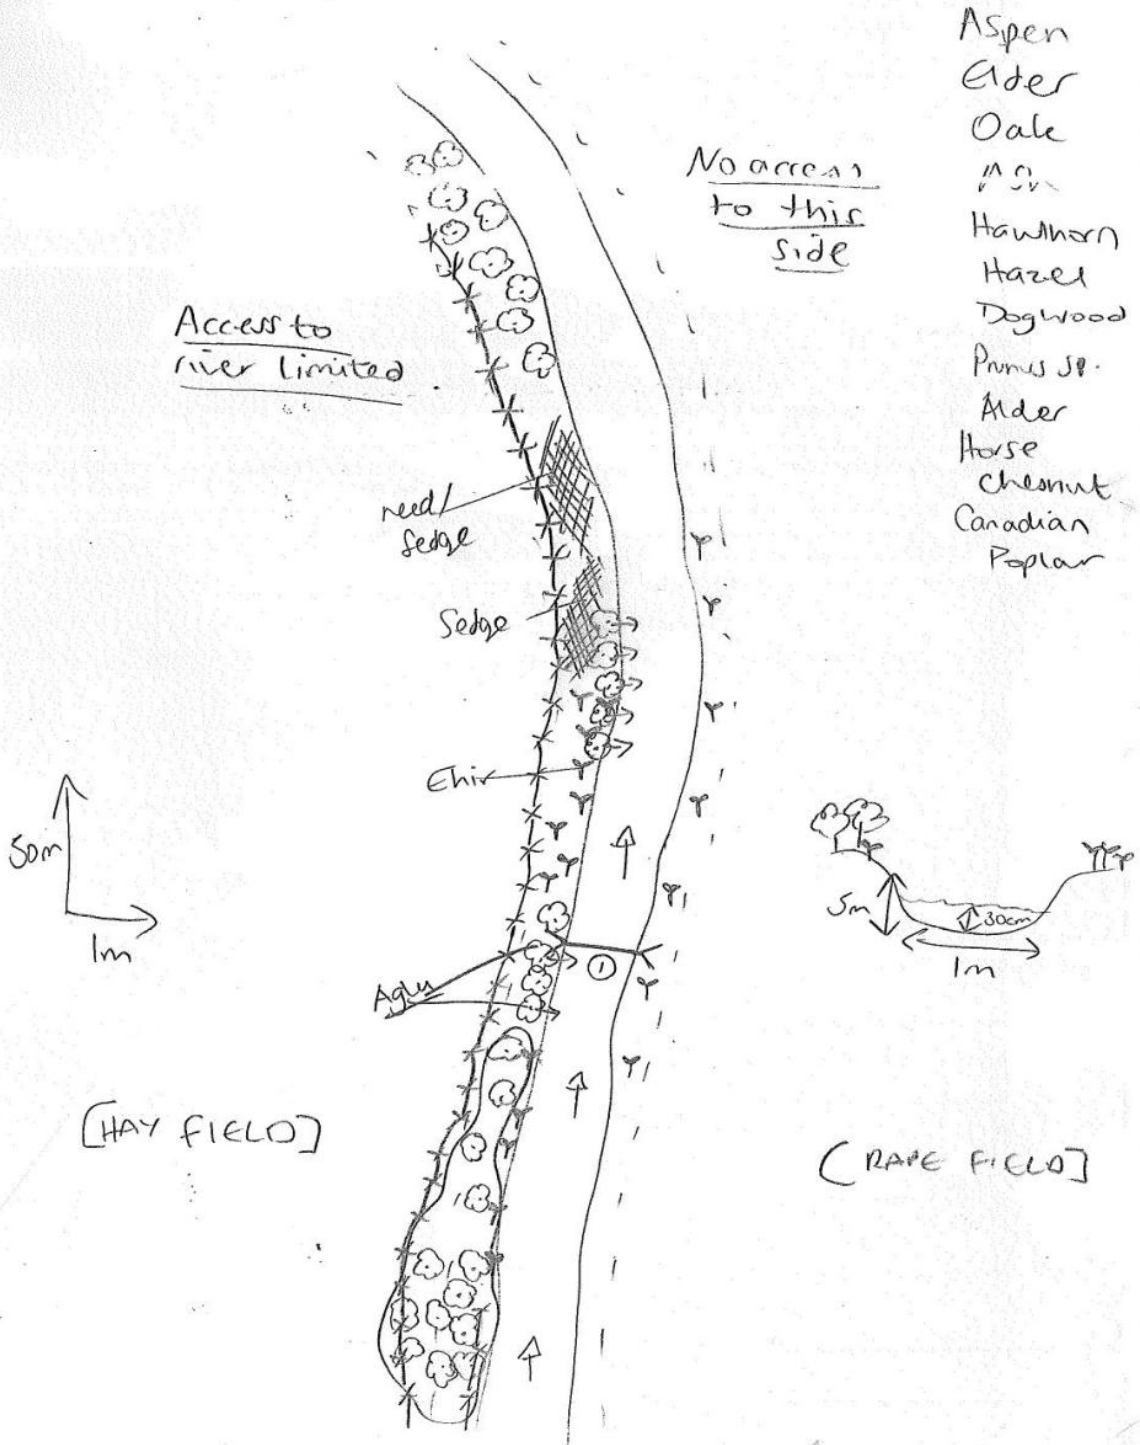 Aspen
Elder
Oak
Hawthorn
Hazel
Dogwood
Prunus sp.
Alder
Horse
Chesnut
Canadian
Poplar
No access
to this
side
Access to
river limited
reed/
sedge
Sedge
Ehir
50m
1m
5m
30cm
1m
1
[HAY FIELD]
(RAPE FIELD]